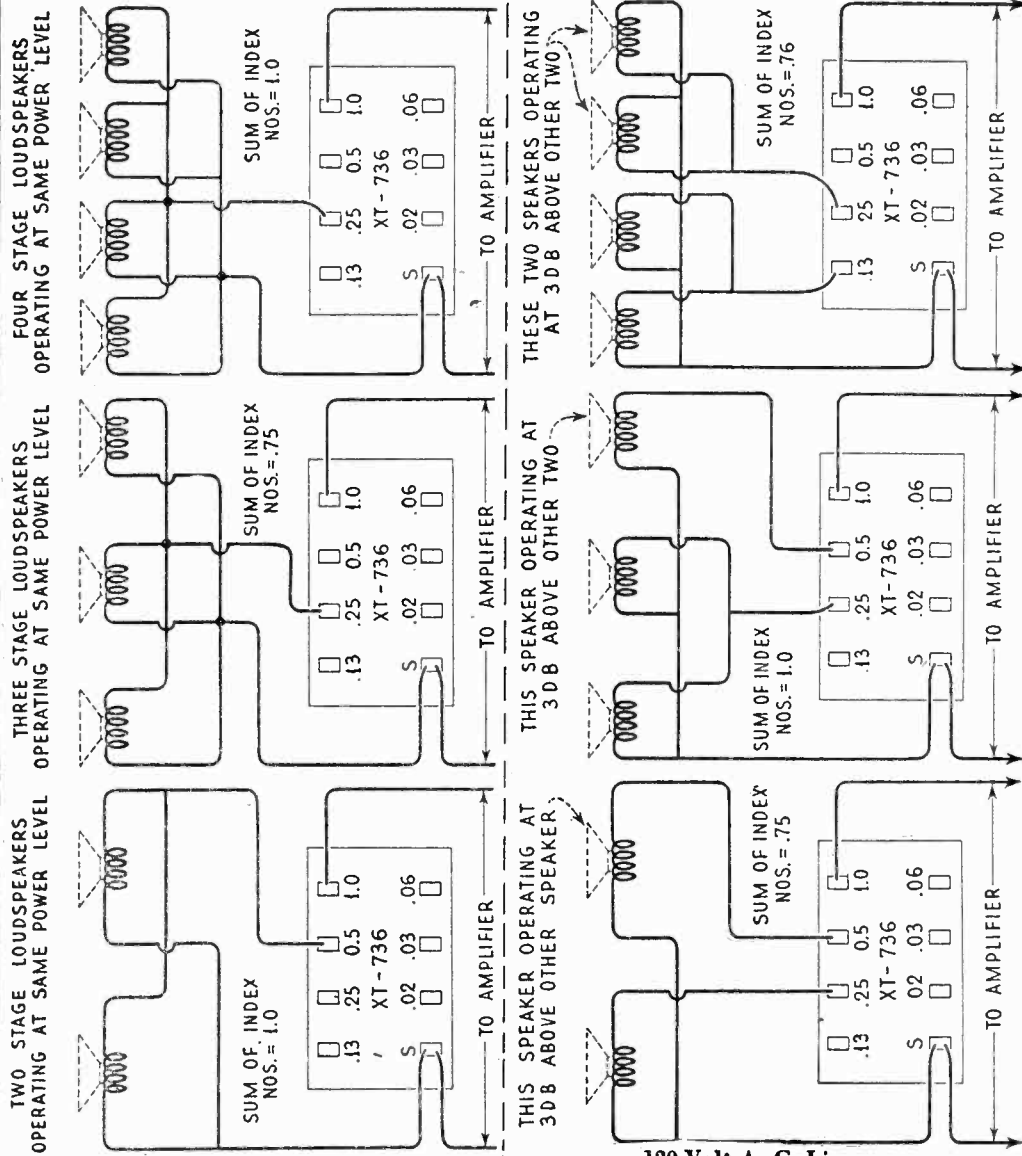 TWO STAGE LOUDSPEAKERS
OPERATING AT SAME POWER LEVEL
SUM OF INDEX
NOS. = 1.0
.13 .25 0.5 1.0
XT-736
S .02 .03 .06
TO AMPLIFIER
THREE STAGE LOUDSPEAKERS
OPERATING AT SAME POWER LEVEL
SUM OF INDEX
NOS. = .75
.13 .25 0.5 1.0
XT-736
S .02 .03 .06
TO AMPLIFIER
FOUR STAGE LOUDSPEAKERS
OPERATING AT SAME POWER LEVEL
SUM OF INDEX
NOS. = 1.0
.13 .25 0.5 1.0
XT-736
S .02 .03 .06
TO AMPLIFIER
THIS SPEAKER OPERATING AT
3DB ABOVE OTHER SPEAKER
SUM OF INDEX
NOS. = .75
.13 .25 0.5 1.0
XT-736
S 02 .03 .06
TO AMPLIFIER
THIS SPEAKER OPERATING AT
3DB ABOVE OTHER TWO
SUM OF INDEX
NOS. = 1.0
.13 .25 0.5 1.0
XT-736
S .02 .03 .06
TO AMPLIFIER
THESE TWO SPEAKERS OPERATING
AT 3DB ABOVE OTHER TWO
SUM OF INDEX
NOS. = .76
.13 25 0.5 1.0
XT-736
S .02 .03 .06
TO AMPLIFIER
Volt A. C.